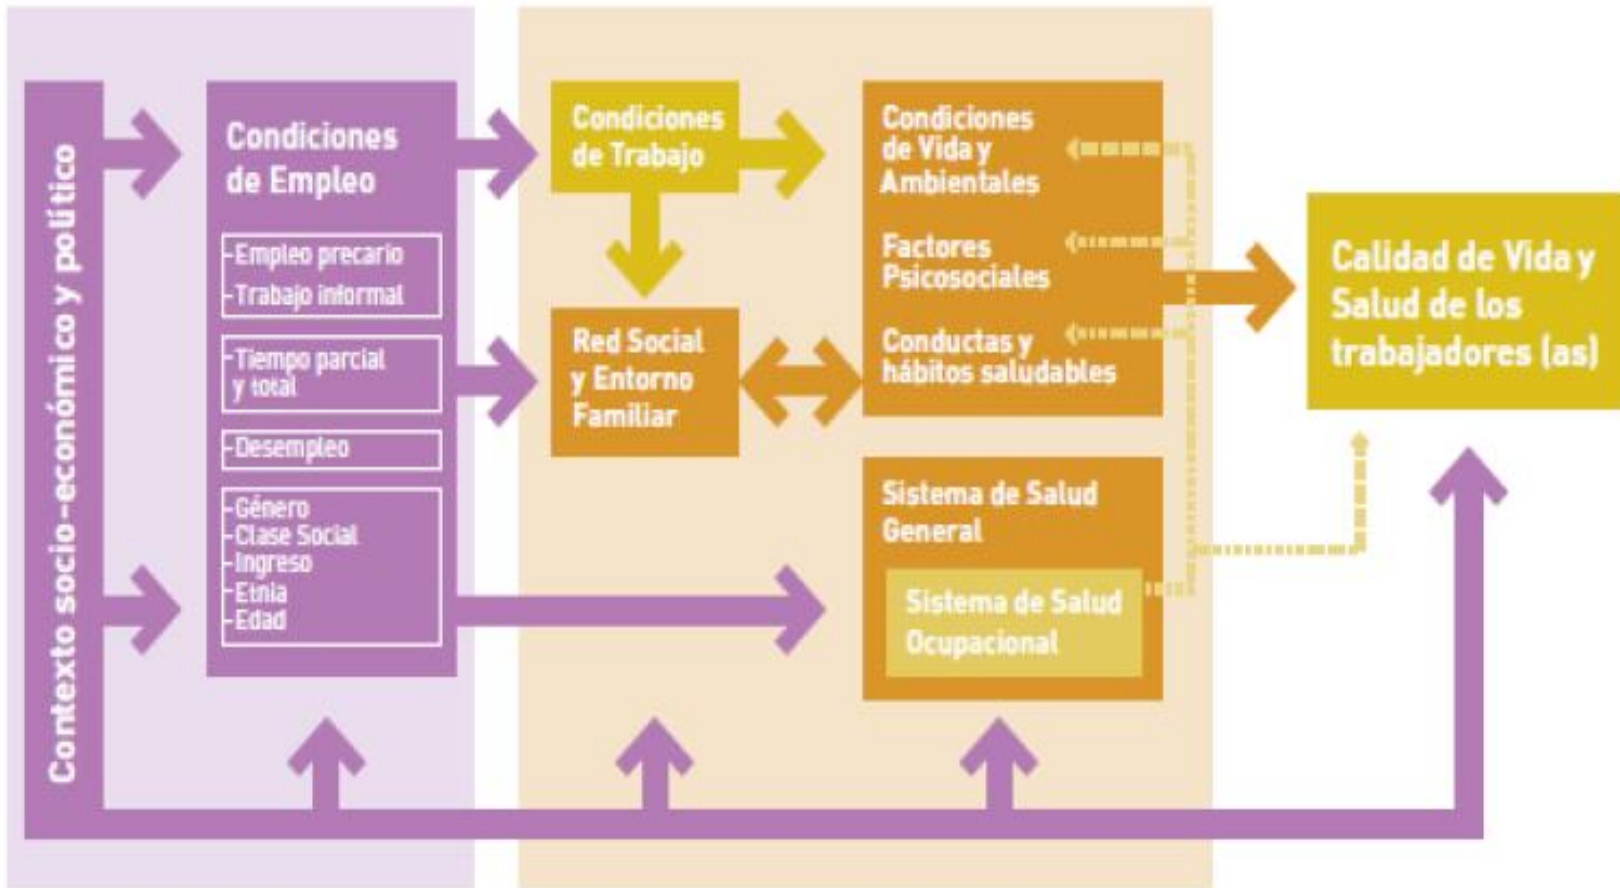 Contexto socio-económico y político
Condiciones
de Empleo
-Empleo precario
-Trabajo informal
-Tiempo parcial
y total
-Desempleo
-Género
-Clase Social
-Ingreso
-Etnia
-Edad
Condiciones
de Trabajo
Red Social
y Entorno
Familiar
Condiciones
de Vida y
Ambientales
Factores
Psicosociales
Conductas y
hábitos saludables
Sistema de Salud
General
Sistema de Salud
Ocupacional
Calidad de Vida y
Salud de los
trabajadores (as)